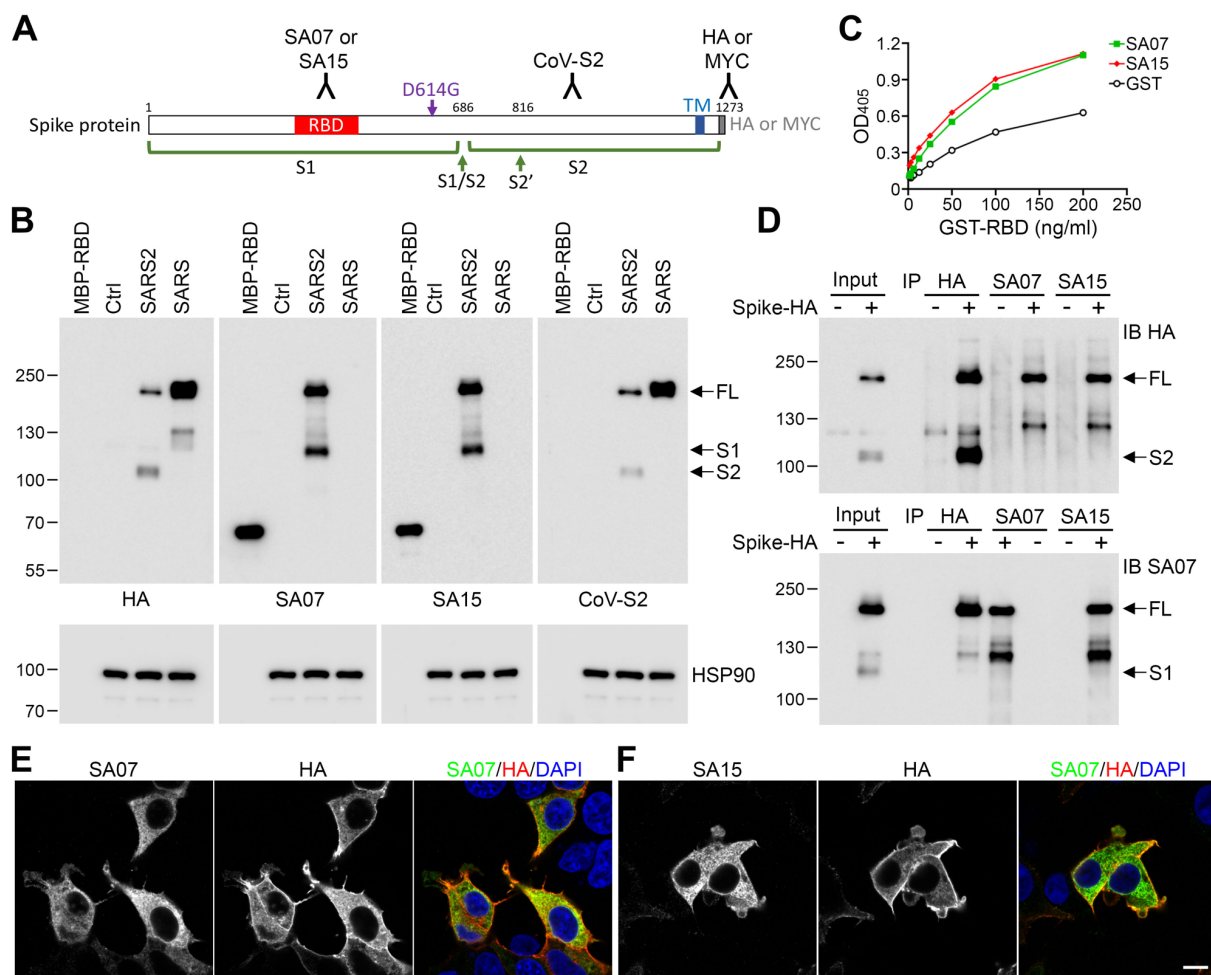 A
SA07 or
SA15
CoV-S2
HA or
MYC
D614G
1
686
816
TM
1273
Spike protein
RBD
HA or MYC
S1
S1/S2
S2'
S2
C
OD405
1.2
0.9
0.6
0.3
0
0
50
100
150
200
250
GST-RBD (ng/ml)
SA07
SA15
GST
B
MBP-RBD
Ctrl
SARS2
SARS
MBP-RBD
Ctrl
SARS2
SARS
MBP-RBD
Ctrl
SARS2
SARS
MBP-RBD
Ctrl
SARS2
SARS
250
130
100
70
55
FL
S1
S2
HA
SA07
SA15
CoV-S2
100
70
HSP90
D
Input IP HA SA07 SA15
Spike-HA - + - + - + - +
IB HA
250
130
100
FL
S2
Input IP HA SA07 SA15
Spike-HA - + - + + - - +
IB SA07
250
130
100
FL
S1
E
SA07
HA
SA07/HA/DAPI
F
SA15
HA
SA07/HA/DAPI